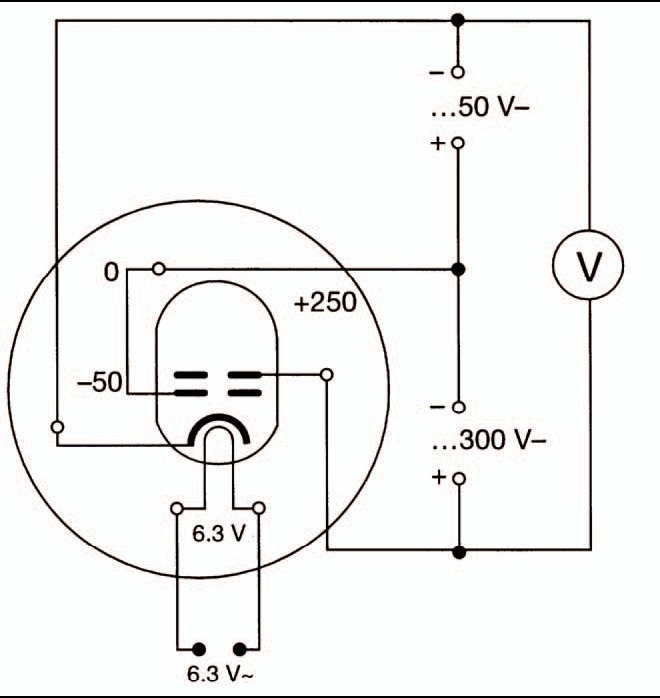 –
...50 V–
+
0
V
+250
–50
–
...300 V–
+
6.3 V
6.3 V~